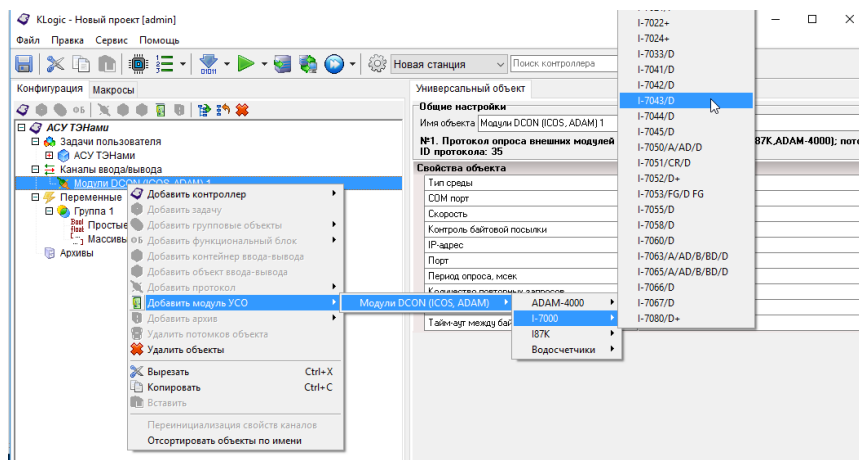 KLogic - Новый проект [admin]
Файл Правка Сервис Помощь
Новая станция
Поиск контроллера
Конфигурация Макросы
АСУ ТЭНами
Задачи пользователя
АСУ ТЭНами
Каналы ввода/вывода
Модули DCON (ICOS, ADAM) 1
Переменные
Группа 1
Простые
Массивы
Архивы
Добавить контроллер
Добавить задачу
Добавить групповые объекты
Добавить функциональный блок
Добавить контейнер ввода-вывода
Добавить объект ввода-вывода
Добавить протокол
Добавить модуль УСО
Добавить архив
Удалить потомков объекта
Удалить объекты
Вырезать Ctrl+X
Копировать Ctrl+C
Вставить
Переинициализация свойств каналов
Отсортировать объекты по имени
Модули DCON (ICOS, ADAM)
ADAM-4000
I-7000
I87K
Водосчетчики
I-7022+
I-7024+
I-7033/D
I-7041/D
I-7042/D
I-7043/D
I-7044/D
I-7045/D
I-7050/A/AD/D
I-7051/CR/D
I-7052/D+
I-7053/FG/D FG
I-7055/D
I-7058/D
I-7060/D
I-7063/A/AD/B/BD/D
I-7065/A/AD/B/BD/D
I-7066/D
I-7067/D
I-7080/D+
Универсальный объект
Общие настройки
Имя объекта Модули DCON (ICOS, ADAM) 1
№1. Протокол опроса внешних модулей
87K,ADAM-4000); пото
ID протокола: 35
Свойства объекта
Тип среды
COM порт
Скорость
Контроль байтовой посылки
IP-адрес
Порт
Период опроса, мсек
Количество повторных запросов
Тайм-аут между бай